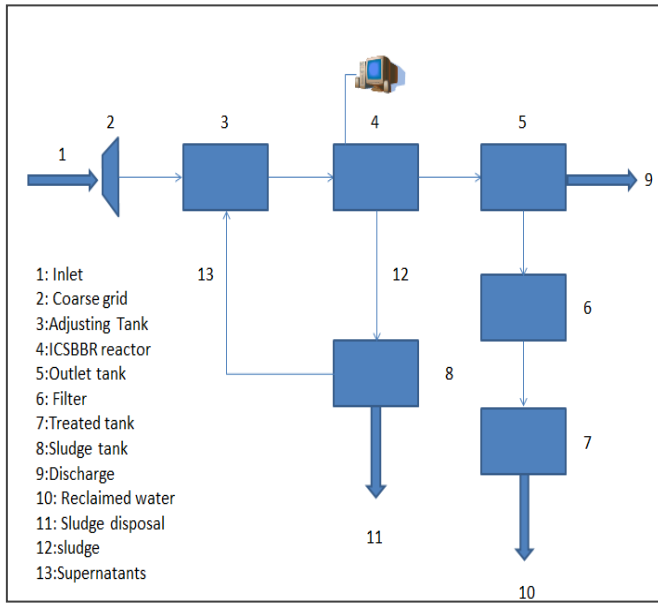 2
3
4
5
1
9
1: Inlet
2: Coarse grid
3:Adjusting Tank
4:ICSBBR reactor
5:Outlet tank
6: Filter
7:Treated tank
8:Sludge tank
9:Discharge
10: Reclaimed water
11: Sludge disposal
12:sludge
13:Supernatants
13
12
6
8
7
11
10